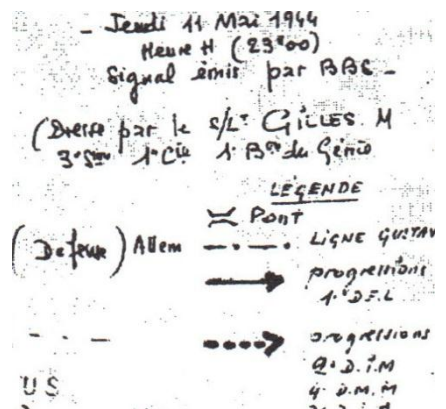 - Jeudi 11 Mai 1944
Heure H (23h00)
Signal émis par BBC -
(Dressé par le s/Lt GILLES. M
3e Son 1e Cie 1e Bon du Génie
LÉGENDE
Pont
(Défense) Allem
LIGNE GUSTAV
progressions
1e D.F.L
progressions
2e D.I.M
4e D.M.M
US